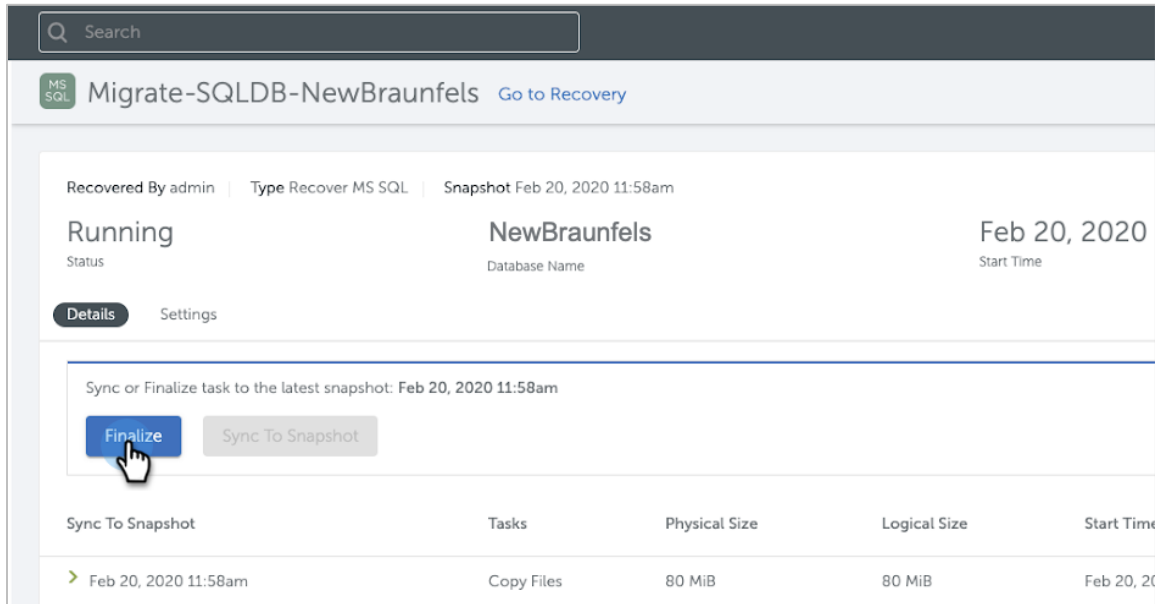 Search
MS
SQL
Migrate-SQLDB-NewBraunfels Go to Recovery
Recovered By admin Type Recover MS SQL Snapshot Feb 20, 2020 11:58am
Running NewBraunfels Feb 20, 2020
Status Database Name Start Time
Details Settings
Sync or Finalize task to the latest snapshot: Feb 20, 2020 11:58am
Finalize Sync To Snapshot
Sync To Snapshot Tasks Physical Size Logical Size Start Time
Feb 20, 2020 11:58am Copy Files 80 MiB 80 MiB Feb 20, 20